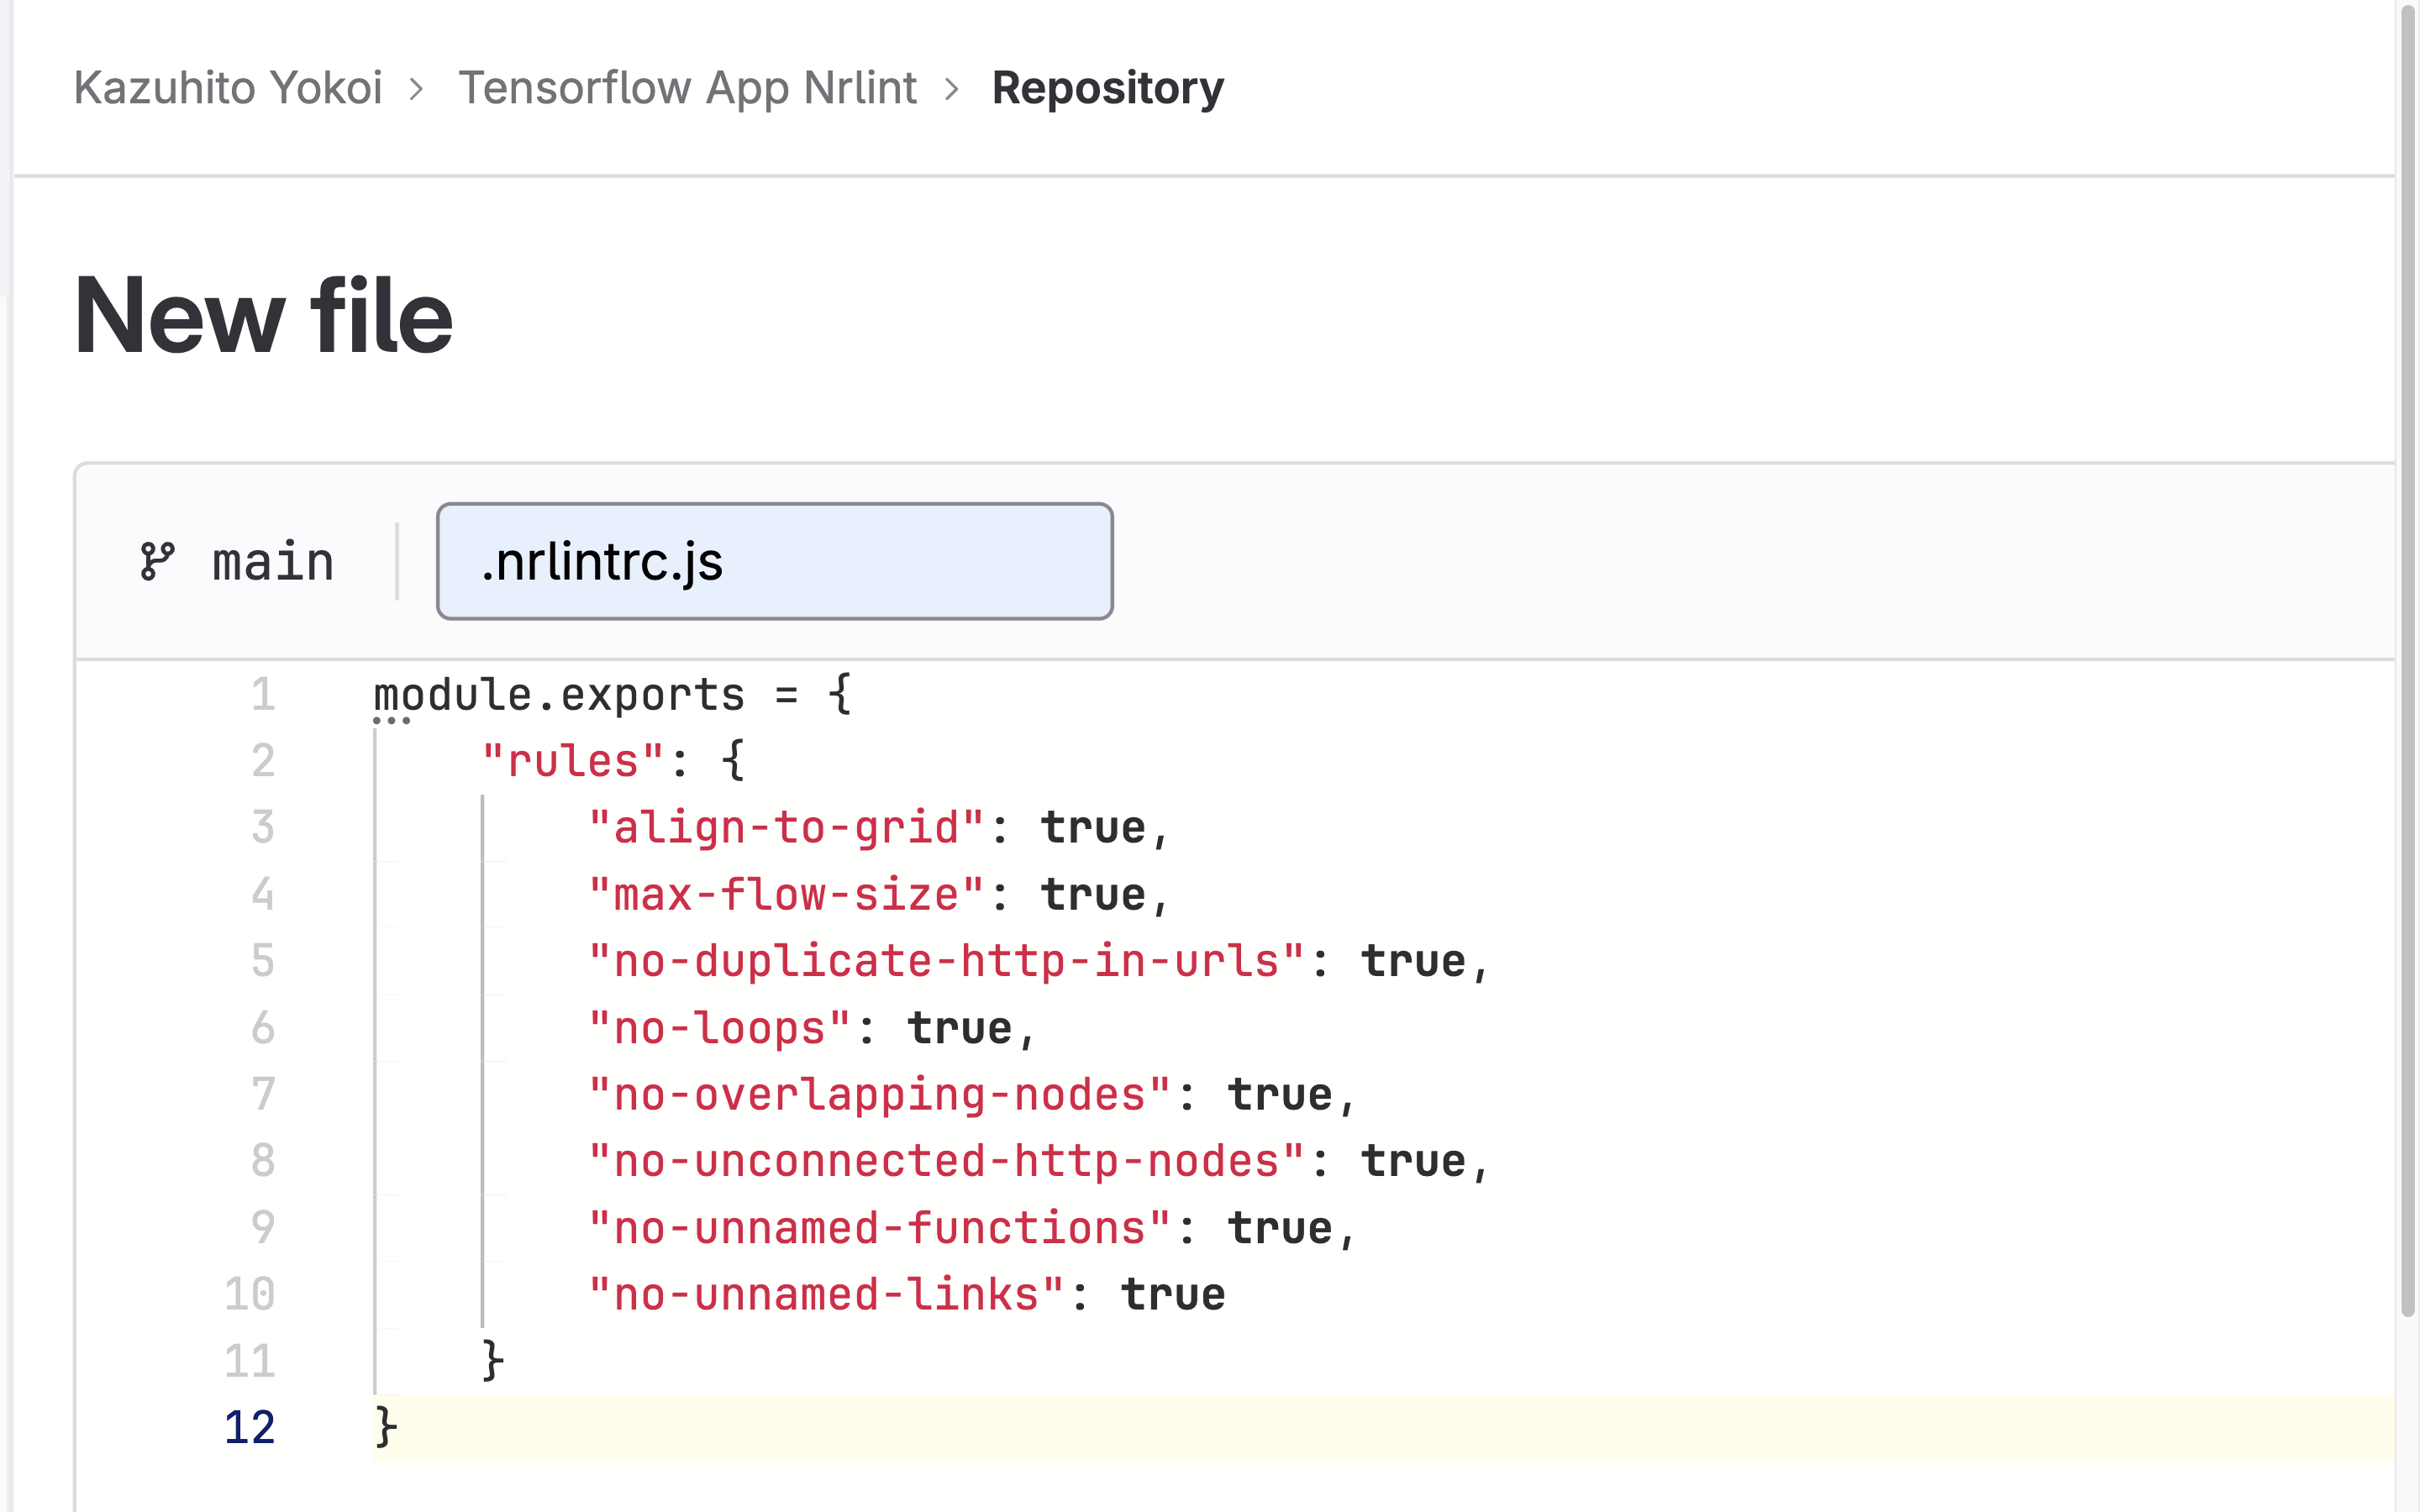 Kazuhito Yokoi > Tensorflow App Nrlint > Repository
New file
main .nrlintrc.js
1 module.exports = {
2 "rules": {
3 "align-to-grid": true,
4 "max-flow-size": true,
5 "no-duplicate-http-in-urls": true,
6 "no-loops": true,
7 "no-overlapping-nodes": true,
8 "no-unconnected-http-nodes": true,
9 "no-unnamed-functions": true,
10 "no-unnamed-links": true
11 }
12 }